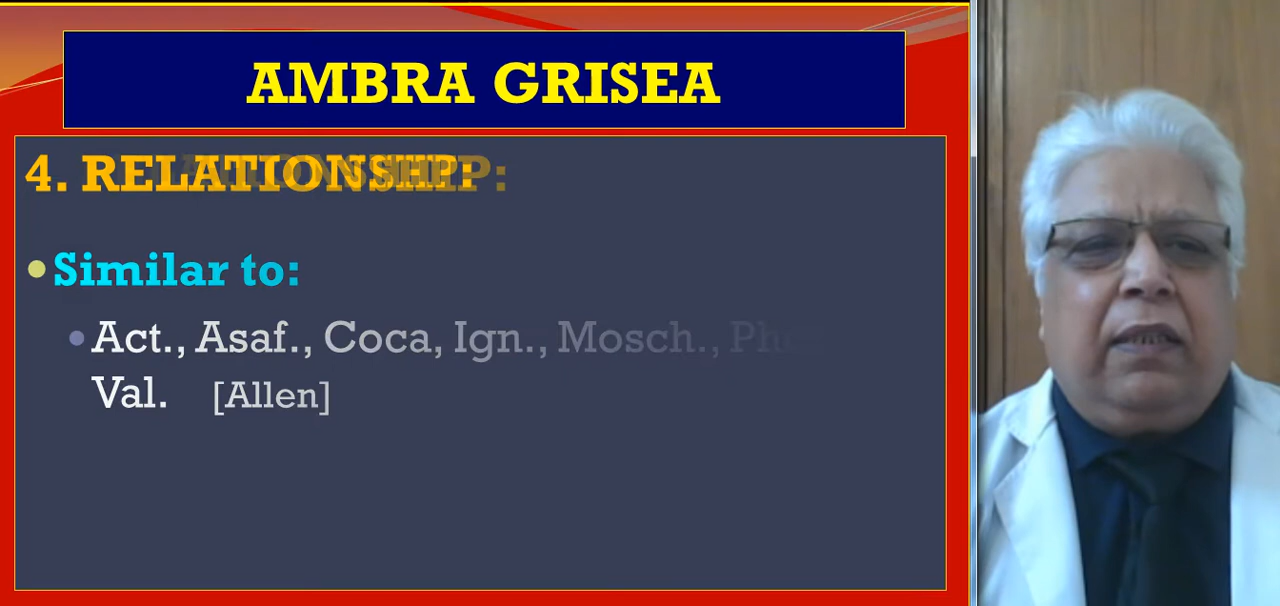 AMBRA GRISEA
4. RELATIONSHIP:
Similar to:
Act., Asaf., Coca, Ign., Mosch.,
Val. [Allen]